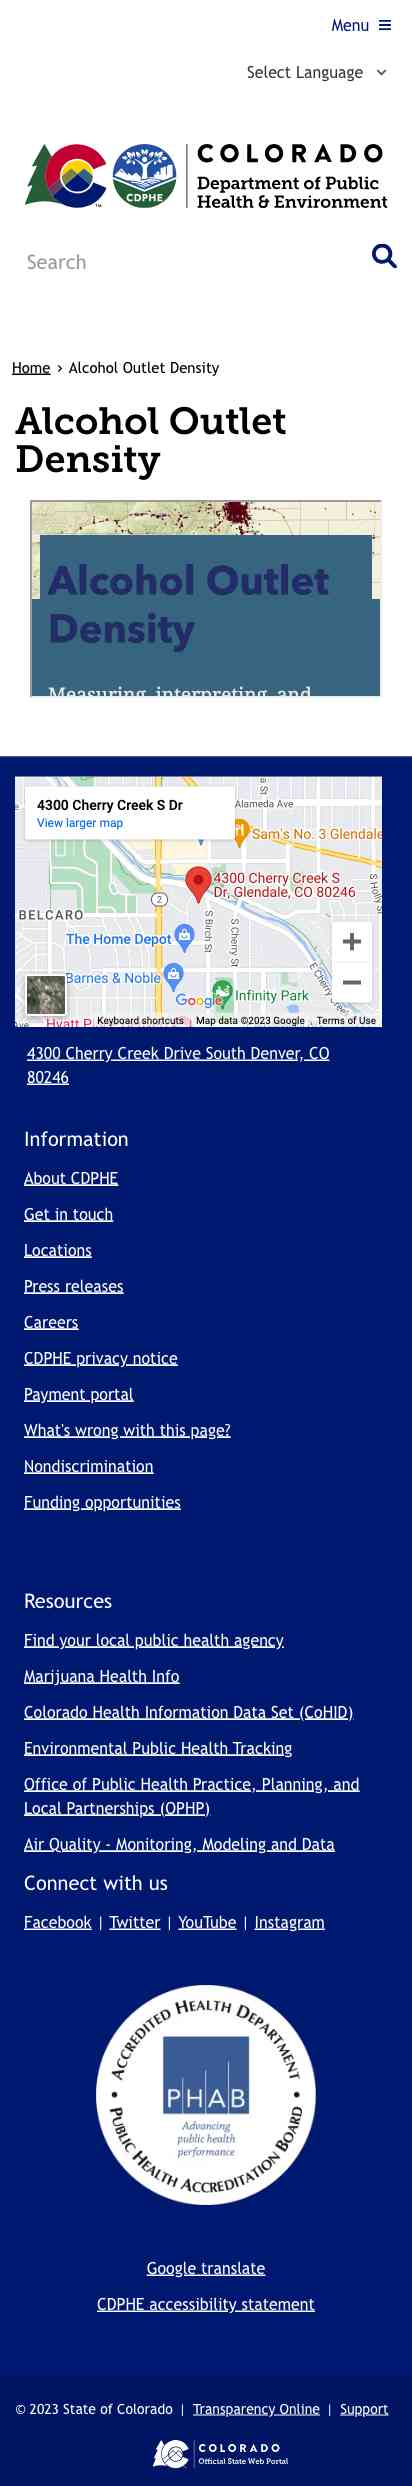 Menu
Select Language
COLORADO
Department of Public
Health & Environment
CDPHE
TM
Search
Home › Alcohol Outlet Density
Alcohol Outlet
Density
Alcohol Outlet
Density
Measuring, interpreting, and
4300 Cherry Creek S Dr
View larger map
a St
Alameda Ave
Sam's No. 3 Glendale
4300 Cherry Creek S
Dr, Glendale, CO 80246
2
S Holly St
BELCARO
S Birch St
S Cherry St
The Home Depot
E Cherry Creek
Barnes & Noble
Google
Infinity Park
Ave
Hyatt P
Keyboard shortcuts
Map data ©2023 Google
Terms of Use
4300 Cherry Creek Drive South Denver, CO
80246
Information
About CDPHE
Get in touch
Locations
Press releases
Careers
CDPHE privacy notice
Payment portal
What's wrong with this page?
Nondiscrimination
Funding opportunities
Resources
Find your local public health agency
Marijuana Health Info
Colorado Health Information Data Set (CoHID)
Environmental Public Health Tracking
Office of Public Health Practice, Planning, and
Local Partnerships (OPHP)
Air Quality - Monitoring, Modeling and Data
Connect with us
Facebook | Twitter | YouTube | Instagram
ACCREDITED HEALTH DEPARTMENT
PHAB
Advancing
public health
performance
PUBLIC HEALTH ACCREDITATION BOARD
Google translate
CDPHE accessibility statement
© 2023 State of Colorado | Transparency Online | Support
COLORADO
Official State Web Portal